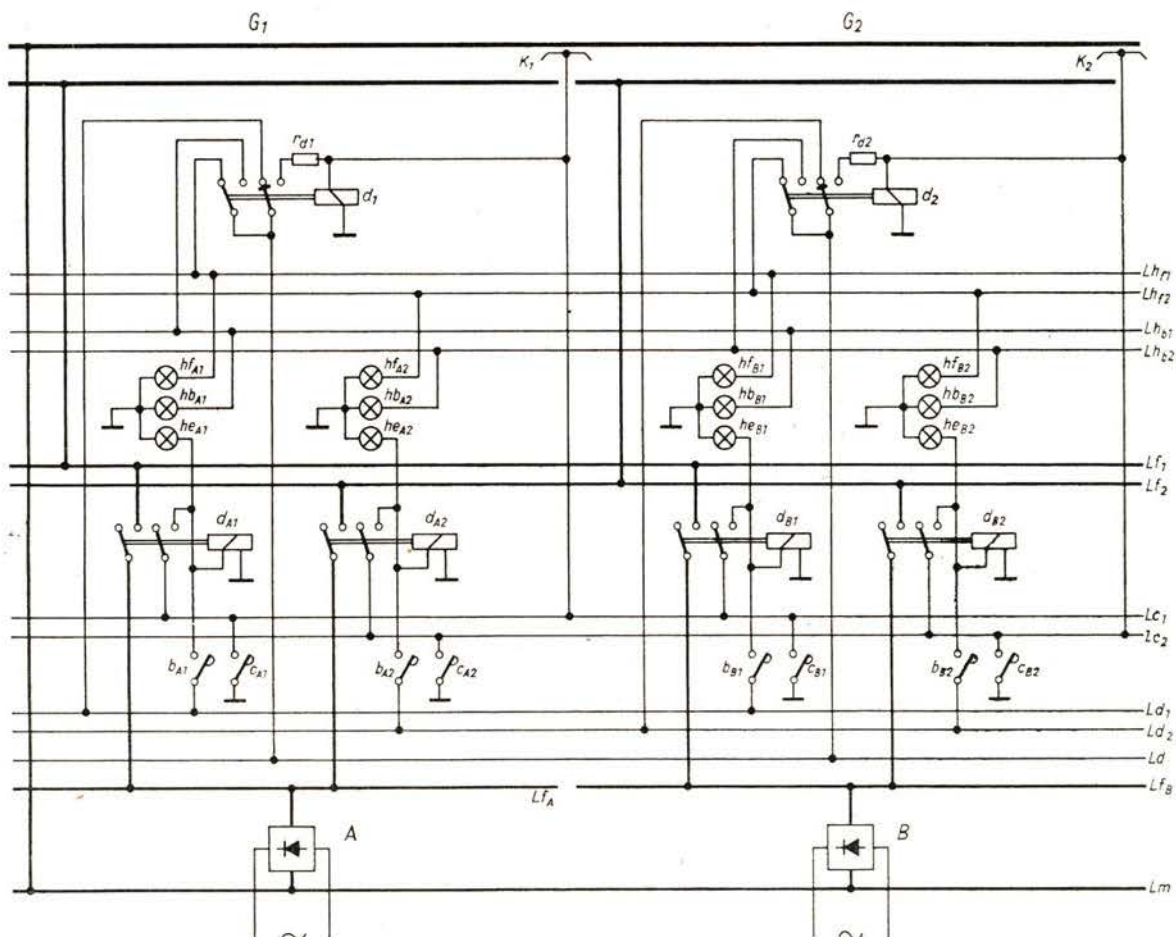 G1 G2
K1 K2
rd1 rd2
d1 d2
Lhf1
Lhf2
Lhb1
Lhb2
hfA1 hfA2 hfB1 hfB2
hbA1 hbA2 hbB1 hbB2
heA1 heA2 heB1 heB2
Lf1
Lf2
dA1 dA2 dB1 dB2
Lc1
Lc2
bA1 cA1 bA2 cA2 bB1 cB1 bB2 cB2
Ld1
Ld2
Ld
LfA LfB
A B
Lm